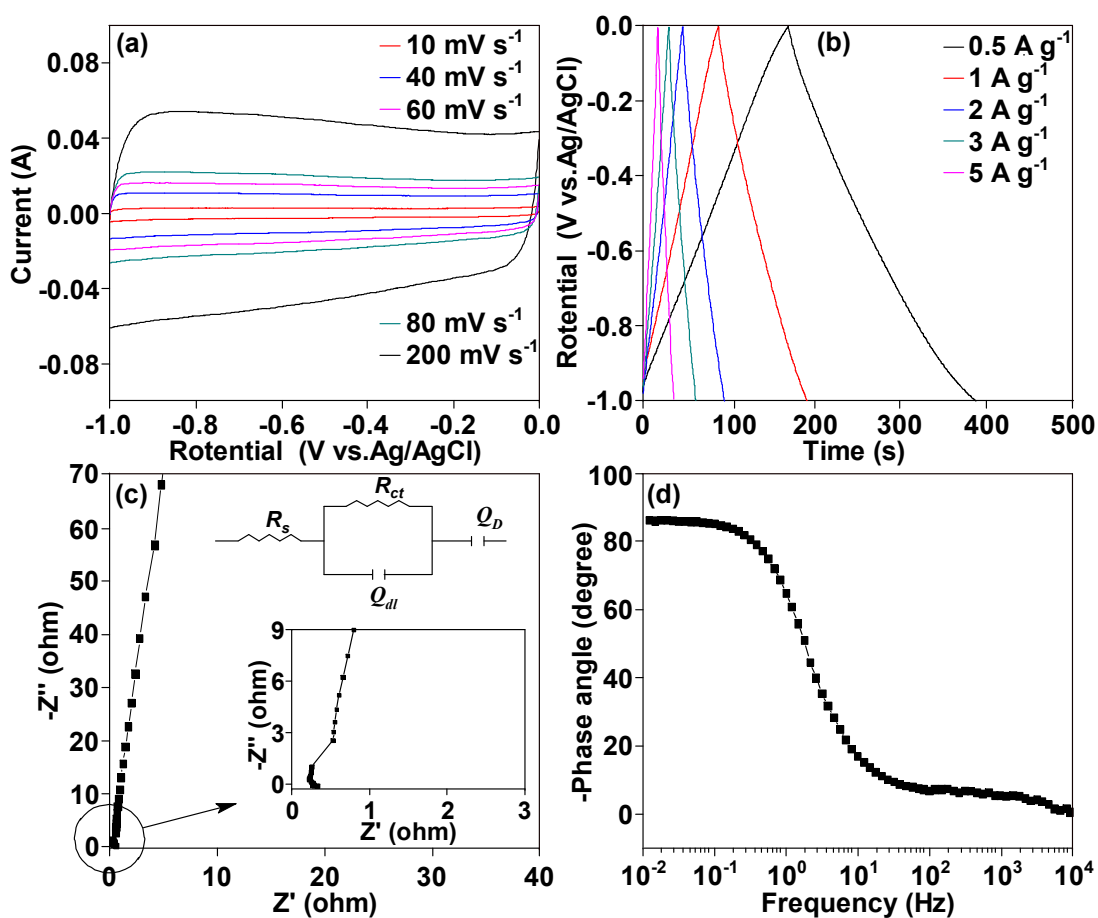 (a)
10 mV s⁻¹
40 mV s⁻¹
60 mV s⁻¹
80 mV s⁻¹
200 mV s⁻¹
0.08
0.04
0.00
-0.04
-0.08
Current (A)
-1.0 -0.8 -0.6 -0.4 -0.2 0.0
Rotential (V vs.Ag/AgCl)
(b)
0.5 A g⁻¹
1 A g⁻¹
2 A g⁻¹
3 A g⁻¹
5 A g⁻¹
0.0
-0.2
-0.4
-0.6
-0.8
-1.0
Rotential (V vs.Ag/AgCl)
0 100 200 300 400 500
Time (s)
(c)
R_s
R_ct
Q_dl
Q_D
70
60
50
40
30
20
10
0
-Z'' (ohm)
0 10 20 30 40
Z' (ohm)
9
6
3
0
-Z'' (ohm)
0 1 2 3
Z' (ohm)
(d)
100
80
60
40
20
0
-Phase angle (degree)
10⁻² 10⁻¹ 10⁰ 10¹ 10² 10³ 10⁴
Frequency (Hz)